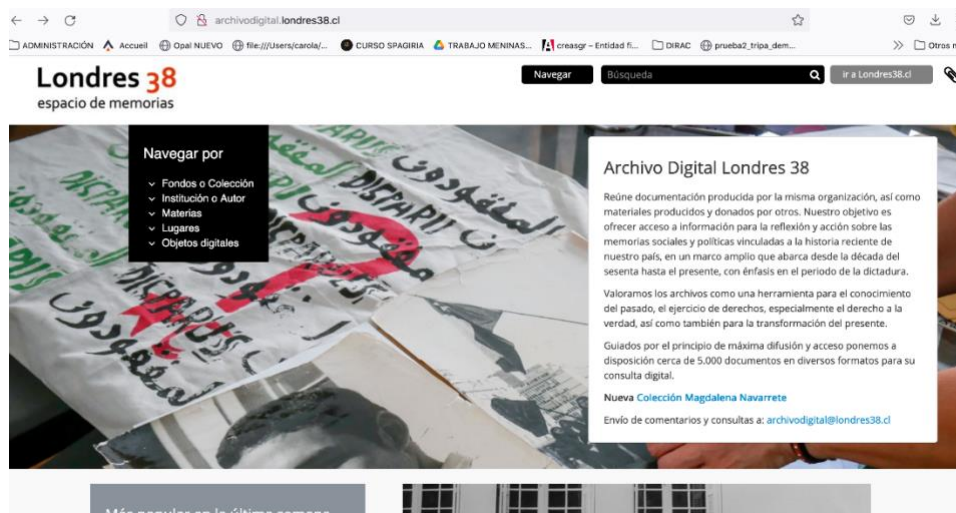 archivodigital.londres38.cl
ADMINISTRACIÓN Accueil Opal NUEVO file:///Users/carola/... CURSO SPAGIRIA TRABAJO MENINAS... creasgr – Entidad fi... DIRAC prueba2_tripa_dem... Otros m
Londres 38
espacio de memorias
Navegar
Búsqueda
ir a Londres38.cl
Navegar por
Fondos o Colección
Institución o Autor
Materias
Lugares
Objetos digitales
DISPARUS
المفقودون
DISPARUS
المفقودون
Archivo Digital Londres 38
Reúne documentación producida por la misma organización, así como
materiales producidos y donados por otros. Nuestro objetivo es
ofrecer acceso a información para la reflexión y acción sobre las
memorias sociales y políticas vinculadas a la historia reciente de
nuestro país, en un marco amplio que abarca desde la década del
sesenta hasta el presente, con énfasis en el periodo de la dictadura.
Valoramos los archivos como una herramienta para el conocimiento
del pasado, el ejercicio de derechos, especialmente el derecho a la
verdad, así como también para la transformación del presente.
Guiados por el principio de máxima difusión y acceso ponemos a
disposición cerca de 5.000 documentos en diversos formatos para su
consulta digital.
Nueva Colección Magdalena Navarrete
Envío de comentarios y consultas a: archivodigital@londres38.cl